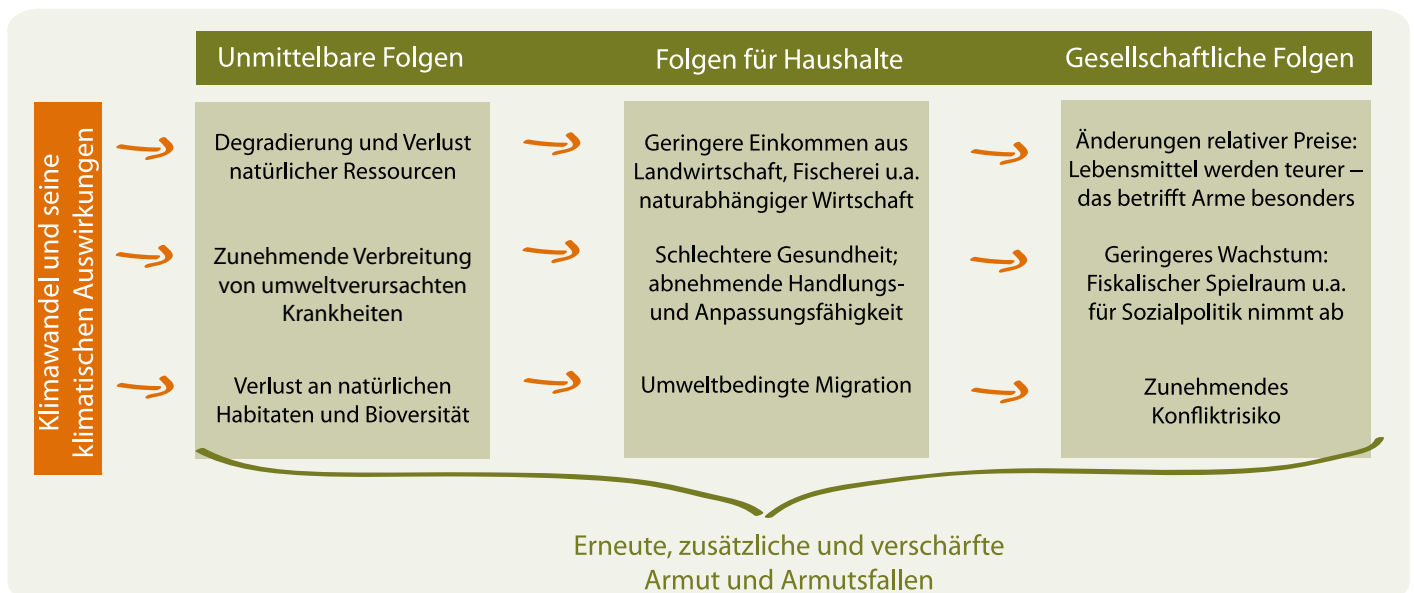 Unmittelbare Folgen
Folgen für Haushalte
Gesellschaftliche Folgen
Klimawandel und seine
klimatischen Auswirkungen
Degradierung und Verlust
natürlicher Ressourcen
Geringere Einkommen aus
Landwirtschaft, Fischerei u.a.
naturabhängiger Wirtschaft
Änderungen relativer Preise:
Lebensmittel werden teurer –
das betrifft Arme besonders
Zunehmende Verbreitung
von umweltverursachten
Krankheiten
Schlechtere Gesundheit;
abnehmende Handlungs-
und Anpassungsfähigkeit
Geringeres Wachstum:
Fiskalischer Spielraum u.a.
für Sozialpolitik nimmt ab
Verlust an natürlichen
Habitaten und Bioversität
Umweltbedingte Migration
Zunehmendes
Konfliktrisiko
Erneute, zusätzliche und verschärfte
Armut und Armutsfallen